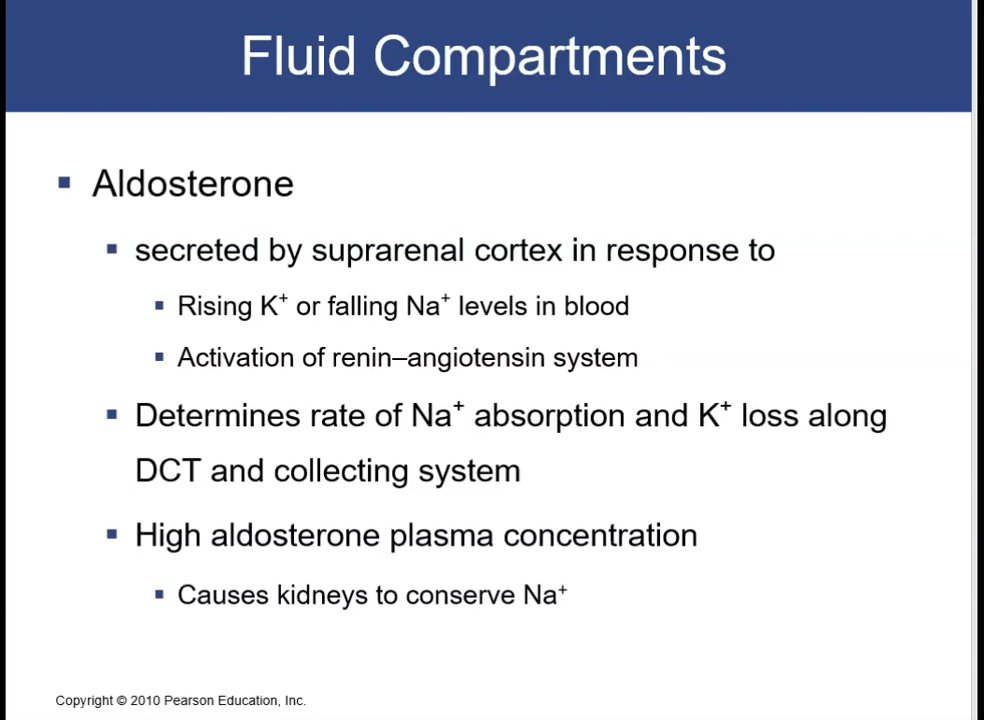 Fluid Compartments
▪ Aldosterone
▪ secreted by suprarenal cortex in response to
▪ Rising K⁺ or falling Na⁺ levels in blood
▪ Activation of renin–angiotensin system
▪ Determines rate of Na⁺ absorption and K⁺ loss along
DCT and collecting system
▪ High aldosterone plasma concentration
▪ Causes kidneys to conserve Na⁺
Copyright © 2010 Pearson Education, Inc.